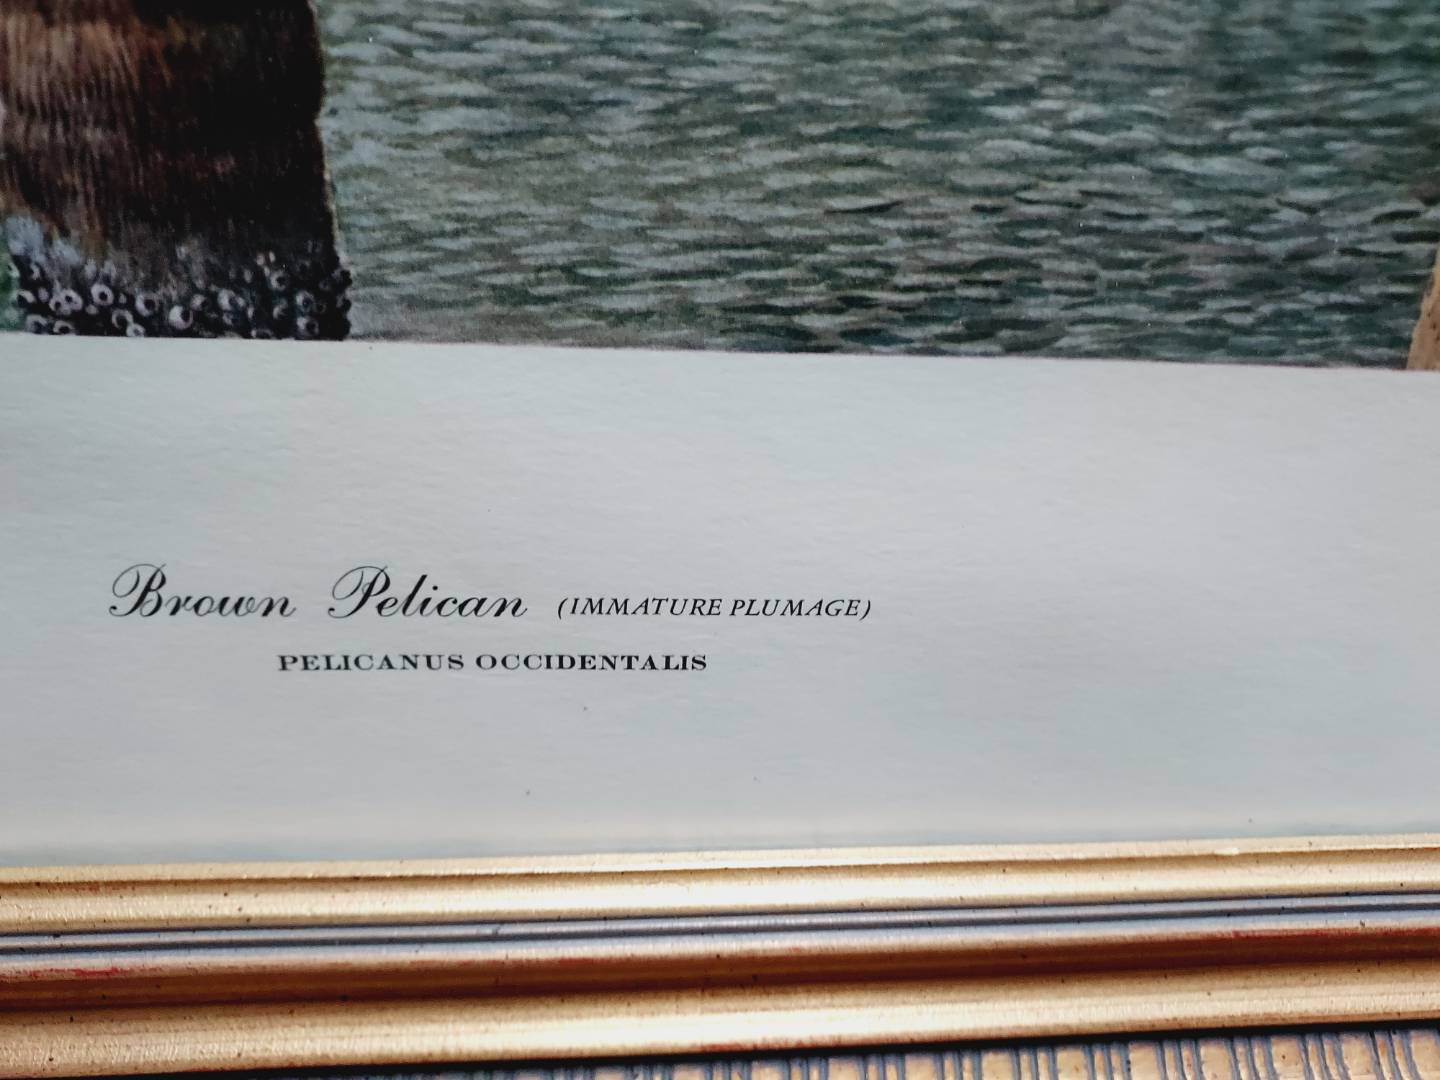 Brown Pelican (IMMATURE PLUMAGE)
PELICANUS OCCIDENTALIS